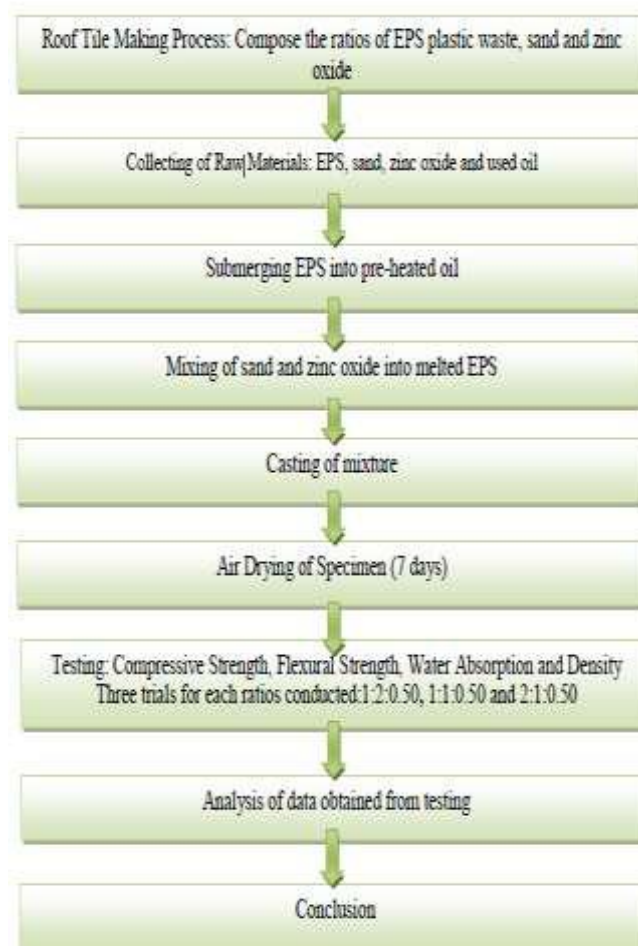 Roof Tile Making Process: Compose the ratios of EPS plastic waste, sand and zinc
oxide
Collecting of Raw Materials: EPS, sand, zinc oxide and used oil
Submerging EPS into pre-heated oil
Mixing of sand and zinc oxide into melted EPS
Casting of mixture
Air Drying of Specimen (7 days)
Testing: Compressive Strength, Flexural Strength, Water Absorption and Density
Three trials for each ratios conducted:1:2:0.50, 1:1:0.50 and 2:1:0.50
Analysis of data obtained from testing
Conclusion